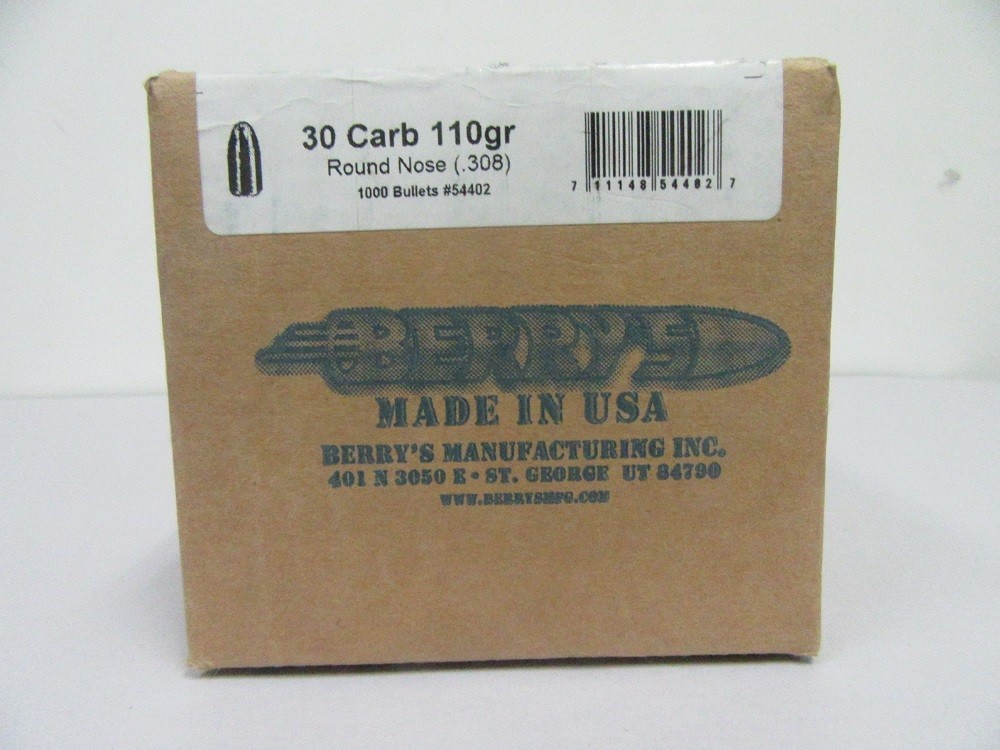 30 Carb 110gr
Round Nose (.308)
1000 Bullets #54402
7 11148 54402 7
BERRY'S
MADE IN USA
BERRY'S MANUFACTURING INC.
401 N 3050 E • ST. GEORGE UT 84790
WWW.BERRYSMFG.COM